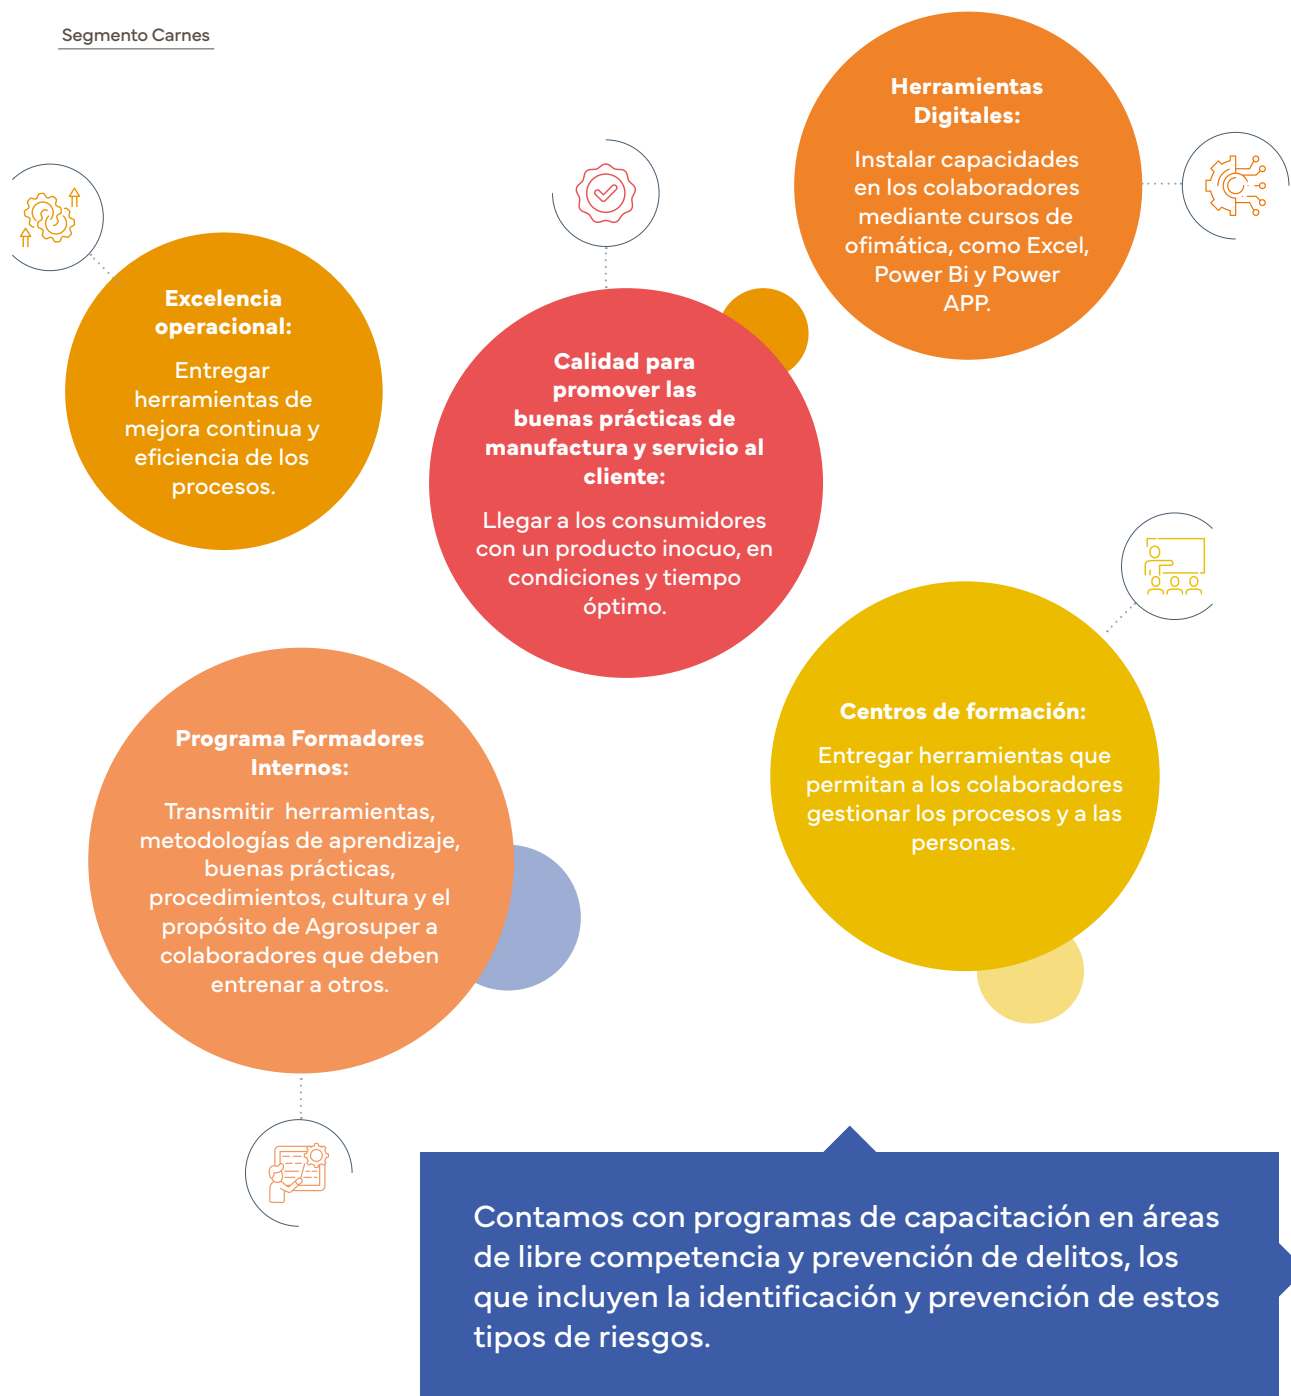 Segmento Carnes
Herramientas
Digitales:
Instalar capacidades
en los colaboradores
mediante cursos de
ofimática, como Excel,
Power Bi y Power
APP.
Excelencia
operacional:
Entregar
herramientas de
mejora continua y
eficiencia de los
procesos.
Calidad para
promover las
buenas prácticas de
manufactura y servicio al
cliente:
Llegar a los consumidores
con un producto inocuo, en
condiciones y tiempo
óptimo.
Programa Formadores
Internos:
Transmitir herramientas,
metodologías de aprendizaje,
buenas prácticas,
procedimientos, cultura y el
propósito de Agrosuper a
colaboradores que deben
entrenar a otros.
Centros de formación:
Entregar herramientas que
permitan a los colaboradores
gestionar los procesos y a las
personas.
Contamos con programas de capacitación en áreas
de libre competencia y prevención de delitos, los
que incluyen la identificación y prevención de estos
tipos de riesgos.